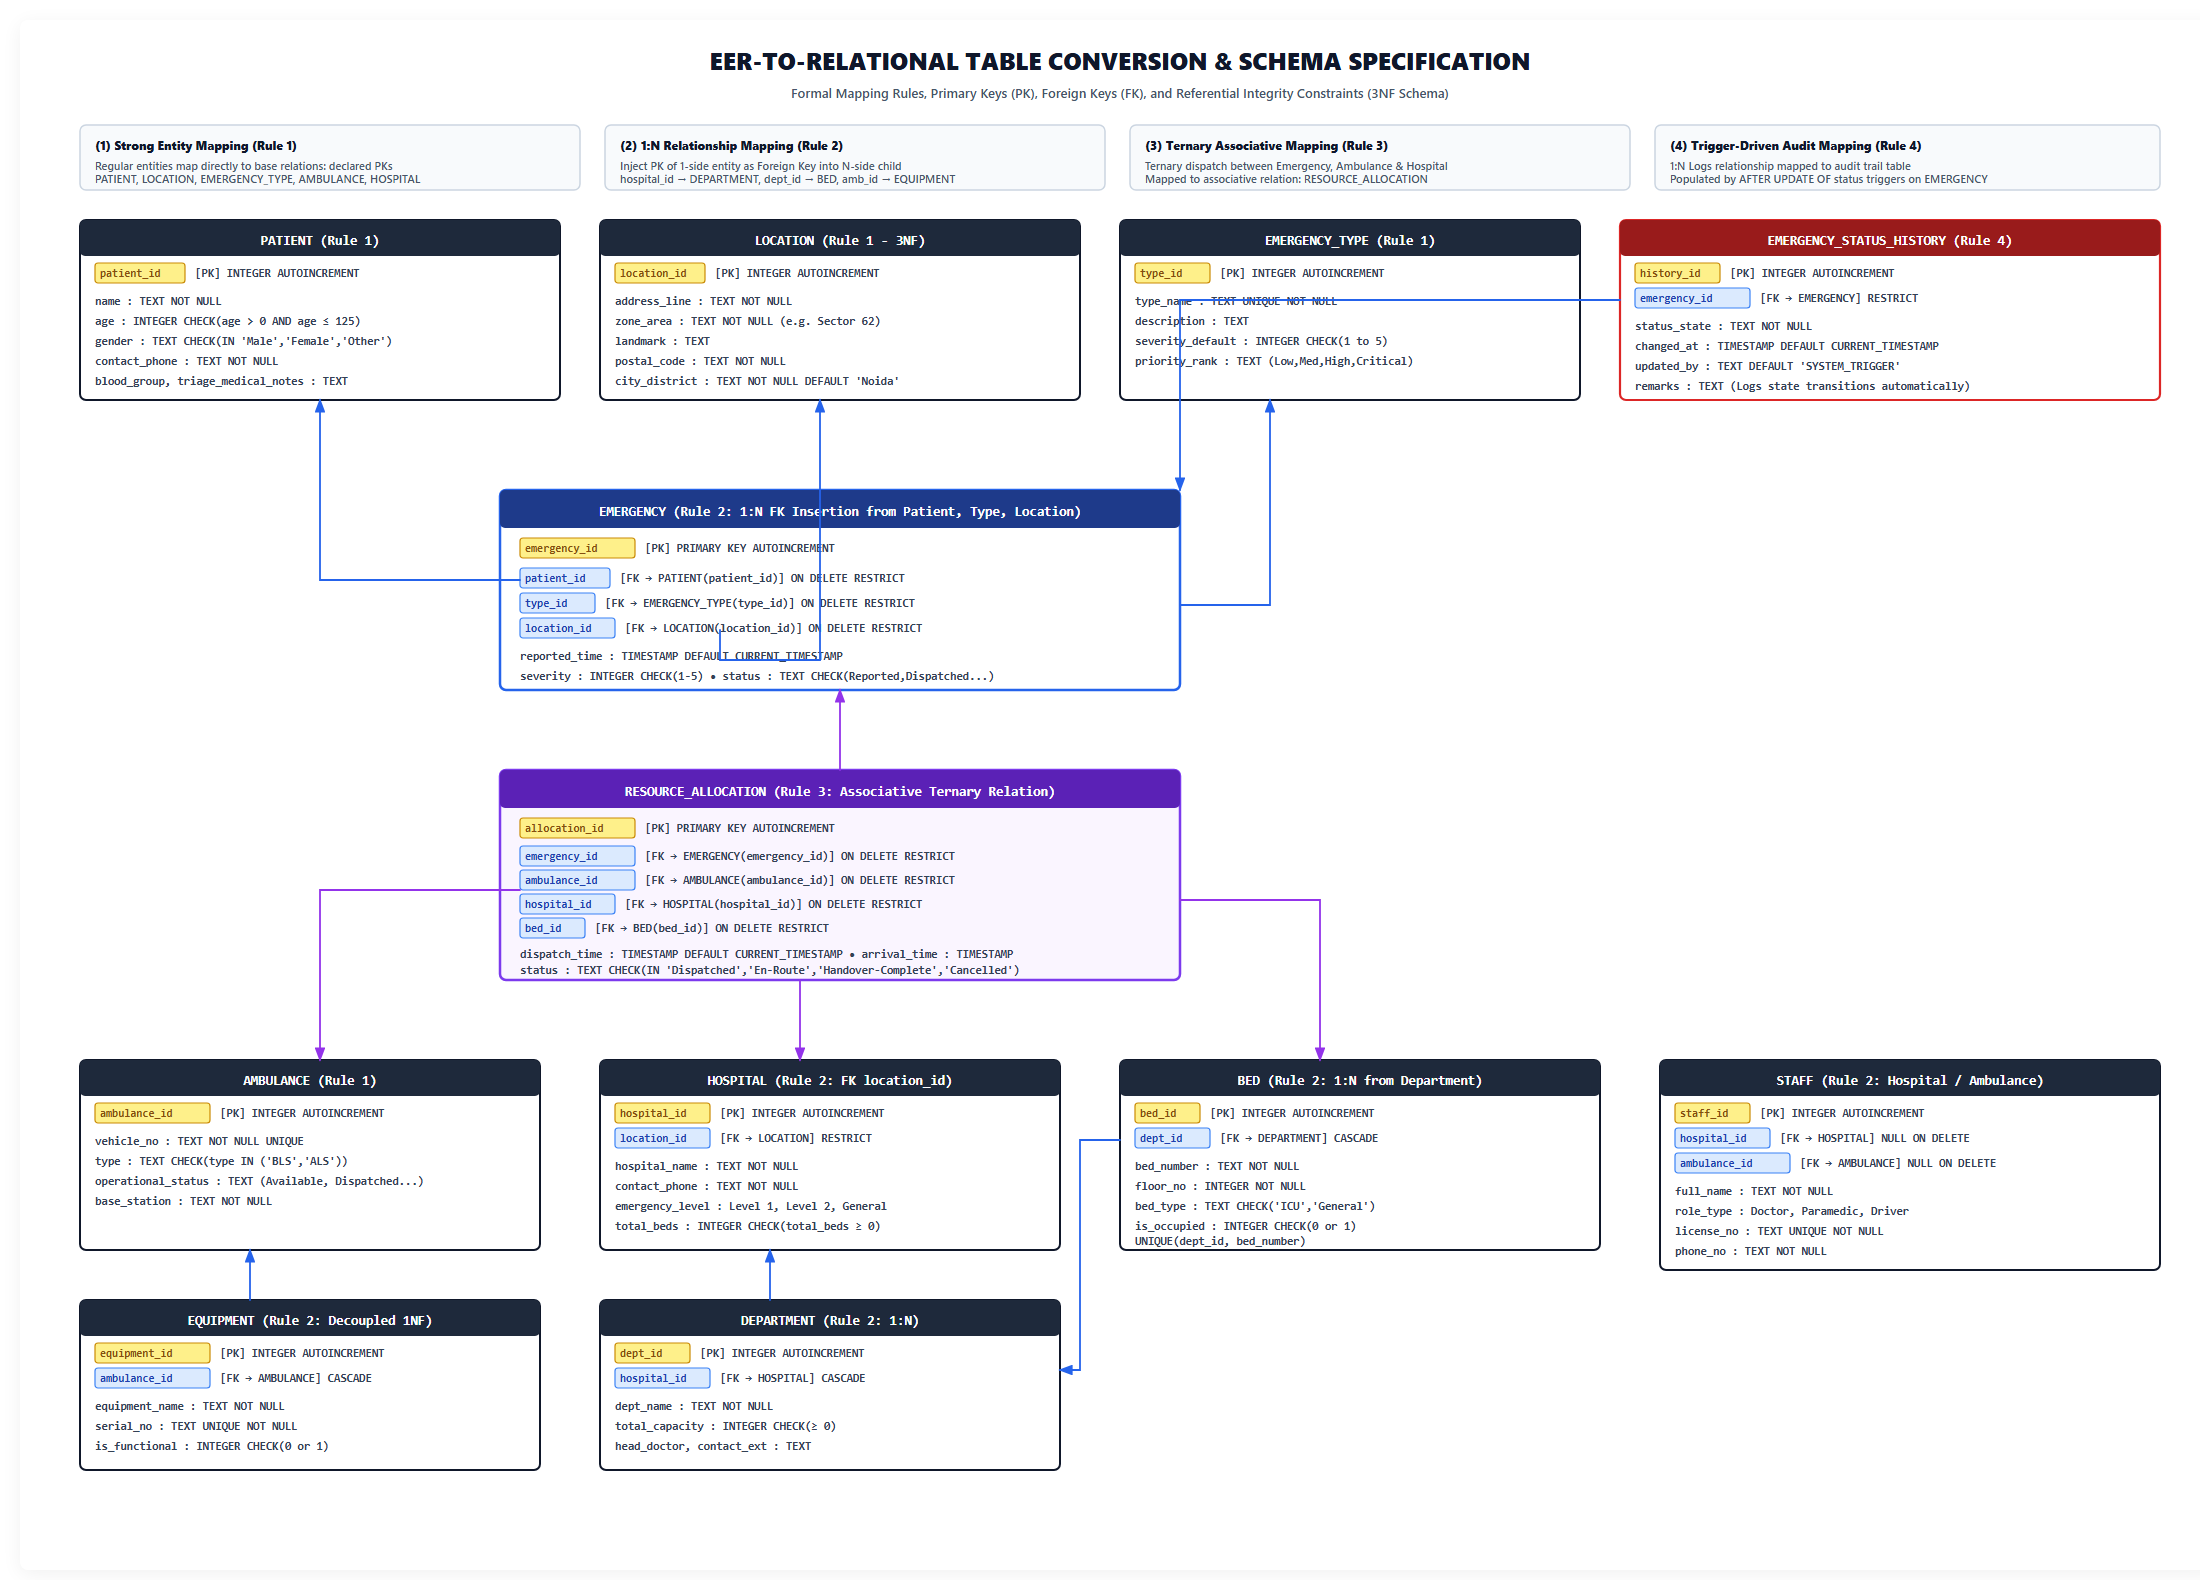 EER-TO-RELATIONAL TABLE CONVERSION & SCHEMA SPECIFICATION
Formal Mapping Rules, Primary Keys (PK), Foreign Keys (FK), and Referential Integrity Constraints (3NF Schema)
(1) Strong Entity Mapping (Rule 1)
Regular entities map directly to base relations: declared PKs
PATIENT, LOCATION, EMERGENCY_TYPE, AMBULANCE, HOSPITAL
(2) 1:N Relationship Mapping (Rule 2)
Inject PK of 1-side entity as Foreign Key into N-side child
hospital_id → DEPARTMENT, dept_id → BED, amb_id → EQUIPMENT
(3) Ternary Associative Mapping (Rule 3)
Ternary dispatch between Emergency, Ambulance & Hospital
Mapped to associative relation: RESOURCE_ALLOCATION
(4) Trigger-Driven Audit Mapping (Rule 4)
1:N Logs relationship mapped to audit trail table
Populated by AFTER UPDATE OF status triggers on EMERGENCY
PATIENT (Rule 1)
patient_id [PK] INTEGER AUTOINCREMENT
name : TEXT NOT NULL
age : INTEGER CHECK(age > 0 AND age ≤ 125)
gender : TEXT CHECK(IN 'Male','Female','Other')
contact_phone : TEXT NOT NULL
blood_group, triage_medical_notes : TEXT
LOCATION (Rule 1 - 3NF)
location_id [PK] INTEGER AUTOINCREMENT
address_line : TEXT NOT NULL
zone_area : TEXT NOT NULL (e.g. Sector 62)
landmark : TEXT
postal_code : TEXT NOT NULL
city_district : TEXT NOT NULL DEFAULT 'Noida'
EMERGENCY_TYPE (Rule 1)
type_id [PK] INTEGER AUTOINCREMENT
type_name : TEXT UNIQUE NOT NULL
description : TEXT
severity_default : INTEGER CHECK(1 to 5)
priority_rank : TEXT (Low,Med,High,Critical)
EMERGENCY_STATUS_HISTORY (Rule 4)
history_id [PK] INTEGER AUTOINCREMENT
emergency_id [FK → EMERGENCY] RESTRICT
status_state : TEXT NOT NULL
changed_at : TIMESTAMP DEFAULT CURRENT_TIMESTAMP
updated_by : TEXT DEFAULT 'SYSTEM_TRIGGER'
remarks : TEXT (Logs state transitions automatically)
EMERGENCY (Rule 2: 1:N FK Insertion from Patient, Type, Location)
emergency_id [PK] PRIMARY KEY AUTOINCREMENT
patient_id [FK → PATIENT(patient_id)] ON DELETE RESTRICT
type_id [FK → EMERGENCY_TYPE(type_id)] ON DELETE RESTRICT
location_id [FK → LOCATION(location_id)] ON DELETE RESTRICT
reported_time : TIMESTAMP DEFAULT CURRENT_TIMESTAMP
severity : INTEGER CHECK(1-5) • status : TEXT CHECK(Reported,Dispatched...)
RESOURCE_ALLOCATION (Rule 3: Associative Ternary Relation)
allocation_id [PK] PRIMARY KEY AUTOINCREMENT
emergency_id [FK → EMERGENCY(emergency_id)] ON DELETE RESTRICT
ambulance_id [FK → AMBULANCE(ambulance_id)] ON DELETE RESTRICT
hospital_id [FK → HOSPITAL(hospital_id)] ON DELETE RESTRICT
bed_id [FK → BED(bed_id)] ON DELETE RESTRICT
dispatch_time : TIMESTAMP DEFAULT CURRENT_TIMESTAMP • arrival_time : TIMESTAMP
status : TEXT CHECK(IN 'Dispatched','En-Route','Handover-Complete','Cancelled')
AMBULANCE (Rule 1)
ambulance_id [PK] INTEGER AUTOINCREMENT
vehicle_no : TEXT NOT NULL UNIQUE
type : TEXT CHECK(type IN ('BLS','ALS'))
operational_status : TEXT (Available, Dispatched...)
base_station : TEXT NOT NULL
HOSPITAL (Rule 2: FK location_id)
hospital_id [PK] INTEGER AUTOINCREMENT
location_id [FK → LOCATION] RESTRICT
hospital_name : TEXT NOT NULL
contact_phone : TEXT NOT NULL
emergency_level : Level 1, Level 2, General
total_beds : INTEGER CHECK(total_beds ≥ 0)
BED (Rule 2: 1:N from Department)
bed_id [PK] INTEGER AUTOINCREMENT
dept_id [FK → DEPARTMENT] CASCADE
bed_number : TEXT NOT NULL
floor_no : INTEGER NOT NULL
bed_type : TEXT CHECK('ICU','General')
is_occupied : INTEGER CHECK(0 or 1)
UNIQUE(dept_id, bed_number)
STAFF (Rule 2: Hospital / Ambulance)
staff_id [PK] INTEGER AUTOINCREMENT
hospital_id [FK → HOSPITAL] NULL ON DELETE
ambulance_id [FK → AMBULANCE] NULL ON DELETE
full_name : TEXT NOT NULL
role_type : Doctor, Paramedic, Driver
license_no : TEXT UNIQUE NOT NULL
phone_no : TEXT NOT NULL
EQUIPMENT (Rule 2: Decoupled 1NF)
equipment_id [PK] INTEGER AUTOINCREMENT
ambulance_id [FK → AMBULANCE] CASCADE
equipment_name : TEXT NOT NULL
serial_no : TEXT UNIQUE NOT NULL
is_functional : INTEGER CHECK(0 or 1)
DEPARTMENT (Rule 2: 1:N)
dept_id [PK] INTEGER AUTOINCREMENT
hospital_id [FK → HOSPITAL] CASCADE
dept_name : TEXT NOT NULL
total_capacity : INTEGER CHECK(≥ 0)
head_doctor, contact_ext : TEXT